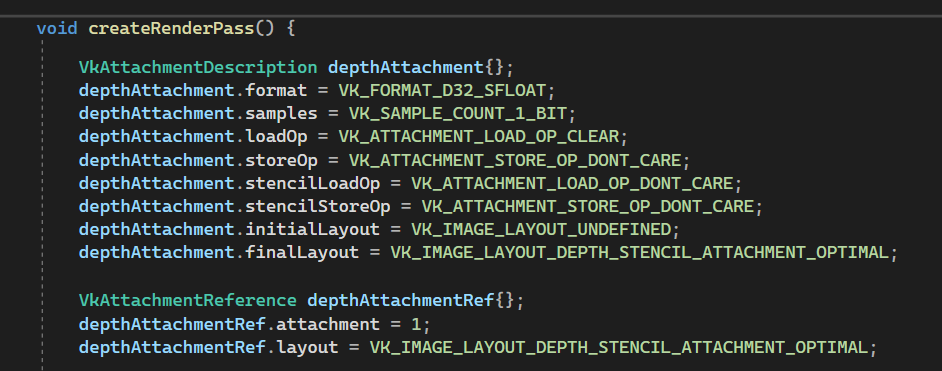 void createRenderPass() {
VkAttachmentDescription depthAttachment{};
depthAttachment.format = VK_FORMAT_D32_SFLOAT;
depthAttachment.samples = VK_SAMPLE_COUNT_1_BIT;
depthAttachment.loadOp = VK_ATTACHMENT_LOAD_OP_CLEAR;
depthAttachment.storeOp = VK_ATTACHMENT_STORE_OP_DONT_CARE;
depthAttachment.stencilLoadOp = VK_ATTACHMENT_LOAD_OP_DONT_CARE;
depthAttachment.stencilStoreOp = VK_ATTACHMENT_STORE_OP_DONT_CARE;
depthAttachment.initialLayout = VK_IMAGE_LAYOUT_UNDEFINED;
depthAttachment.finalLayout = VK_IMAGE_LAYOUT_DEPTH_STENCIL_ATTACHMENT_OPTIMAL;
VkAttachmentReference depthAttachmentRef{};
depthAttachmentRef.attachment = 1;
depthAttachmentRef.layout = VK_IMAGE_LAYOUT_DEPTH_STENCIL_ATTACHMENT_OPTIMAL;